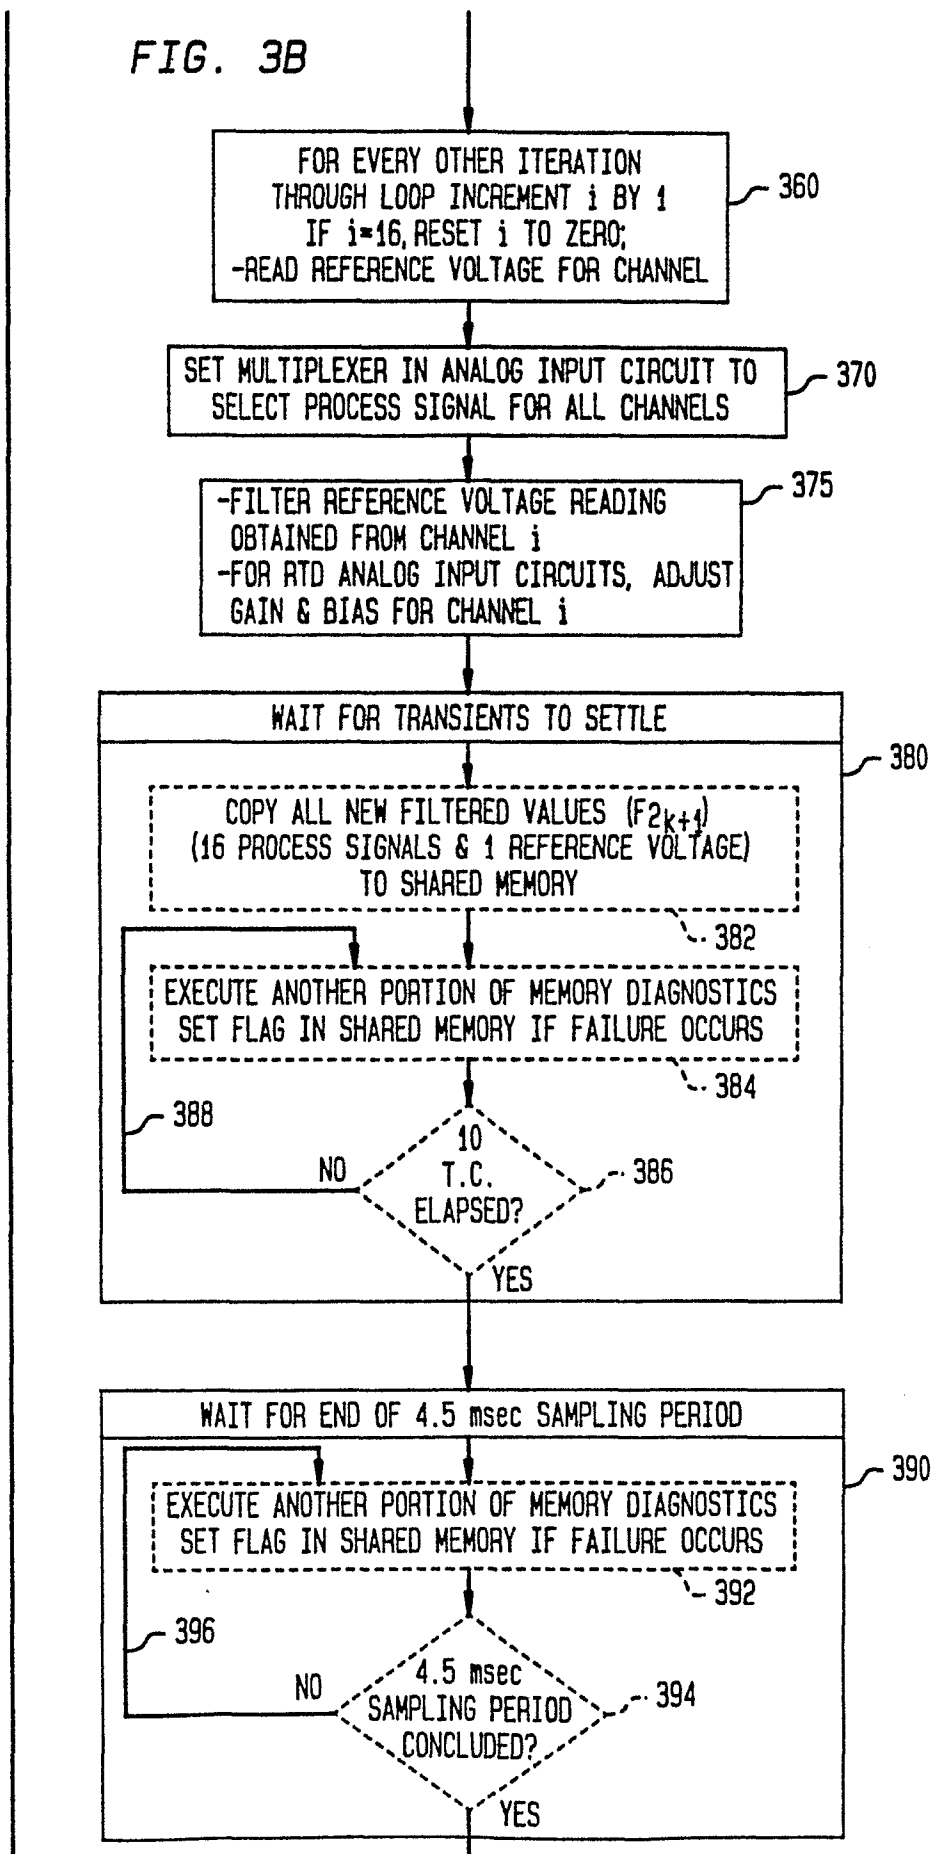 FIG. 3B
FOR EVERY OTHER ITERATION
THROUGH LOOP INCREMENT i BY 1
IF i=16, RESET i TO ZERO;
-READ REFERENCE VOLTAGE FOR CHANNEL
360
SET MULTIPLEXER IN ANALOG INPUT CIRCUIT TO
SELECT PROCESS SIGNAL FOR ALL CHANNELS
370
-FILTER REFERENCE VOLTAGE READING
OBTAINED FROM CHANNEL i
-FOR RTD ANALOG INPUT CIRCUITS, ADJUST
GAIN & BIAS FOR CHANNEL i
375
WAIT FOR TRANSIENTS TO SETTLE
380
COPY ALL NEW FILTERED VALUES (F2k+1)
(16 PROCESS SIGNALS & 1 REFERENCE VOLTAGE)
TO SHARED MEMORY
382
EXECUTE ANOTHER PORTION OF MEMORY DIAGNOSTICS
SET FLAG IN SHARED MEMORY IF FAILURE OCCURS
384
388
10
T.C.
ELAPSED?
386
NO
YES
WAIT FOR END OF 4.5 msec SAMPLING PERIOD
390
EXECUTE ANOTHER PORTION OF MEMORY DIAGNOSTICS
SET FLAG IN SHARED MEMORY IF FAILURE OCCURS
392
396
4.5 msec
SAMPLING PERIOD
CONCLUDED?
394
NO
YES